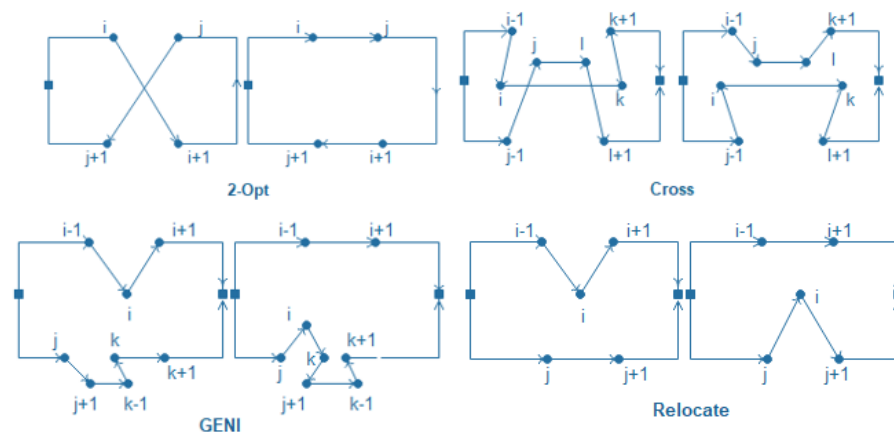 i j i j
j+1 i+1 j+1 i+1
2-Opt
i-1 k+1 i-1 k+1
j l j l
i k i k
j-1 l+1 j-1 l+1
Cross
i-1 i+1 i-1 i+1
i i
j k j k k+1
j+1 k-1 k+1 j+1 k-1
GENI
i-1 i+1 i-1 i+1
i i i
j j+1 j j+1
Relocate